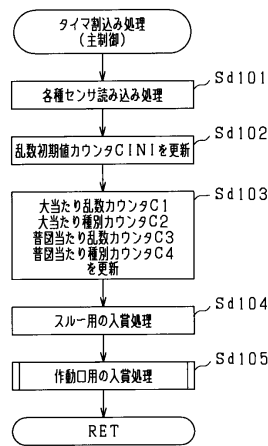 タイマ割込み処理
(主制御)
Sd101
各種センサ読み込み処理
Sd102
乱数初期値カウンタCINIを更新
Sd103
大当たり乱数カウンタC1
大当たり種別カウンタC2
普図当たり乱数カウンタC3
普図当たり種別カウンタC4
を更新
Sd104
スルー用の入賞処理
Sd105
作動口用の入賞処理
RET